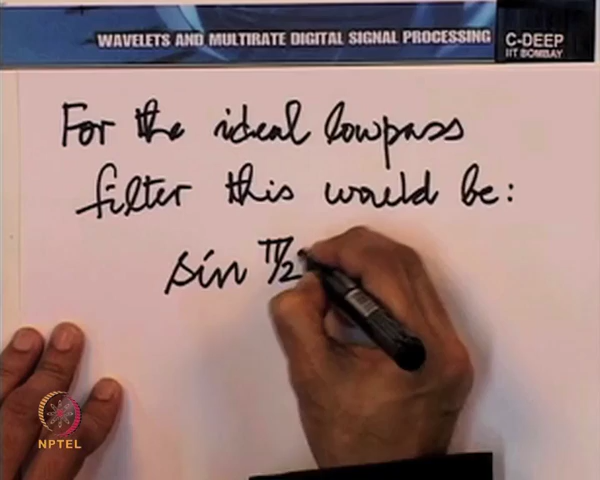 WAVELETS AND MULTIRATE DIGITAL SIGNAL PROCESSING
C-DEEP
IIT BOMBAY
For the ideal lowpass
filter this would be:
sin π/2
NPTEL